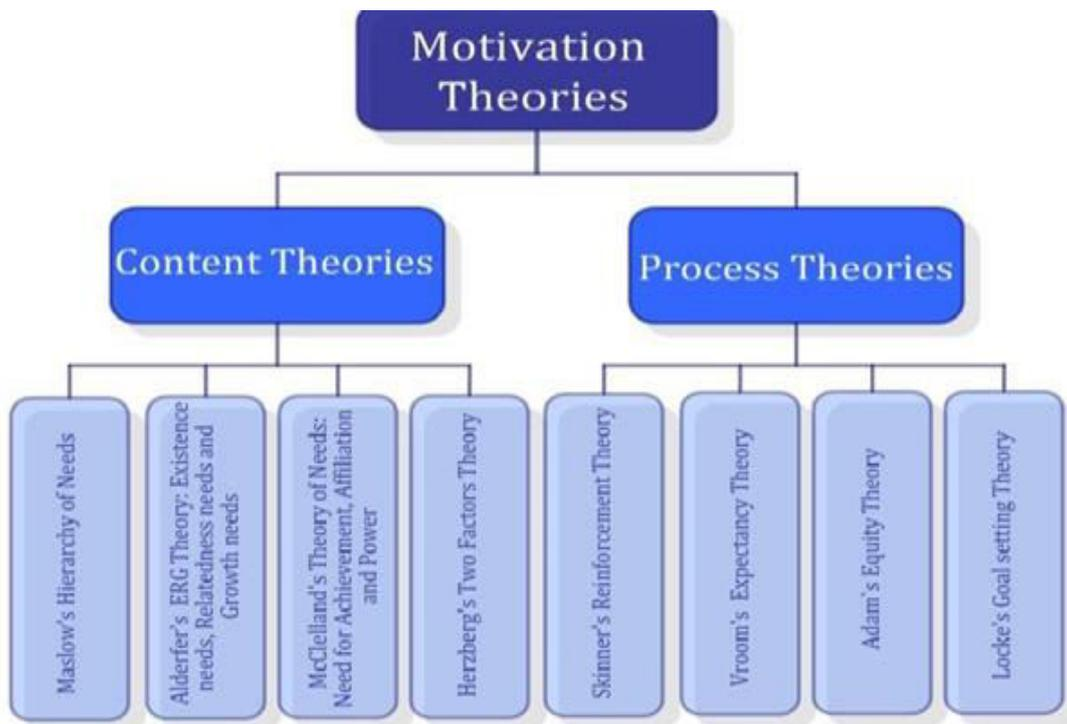 Motivation
Theories
Content Theories
Process Theories
Maslow's Hierarchy of Needs
Alderfer's ERG Theory: Existence
needs, Relatedness needs and
Growth needs
McClelland's Theory of Needs:
Need for Achievement, Affiliation
and Power
Herzberg's Two Factors Theory
Skinner's Reinforcement Theory
Vroom`s Expectancy Theory
Adam`s Equity Theory
Locke's Goal setting Theory